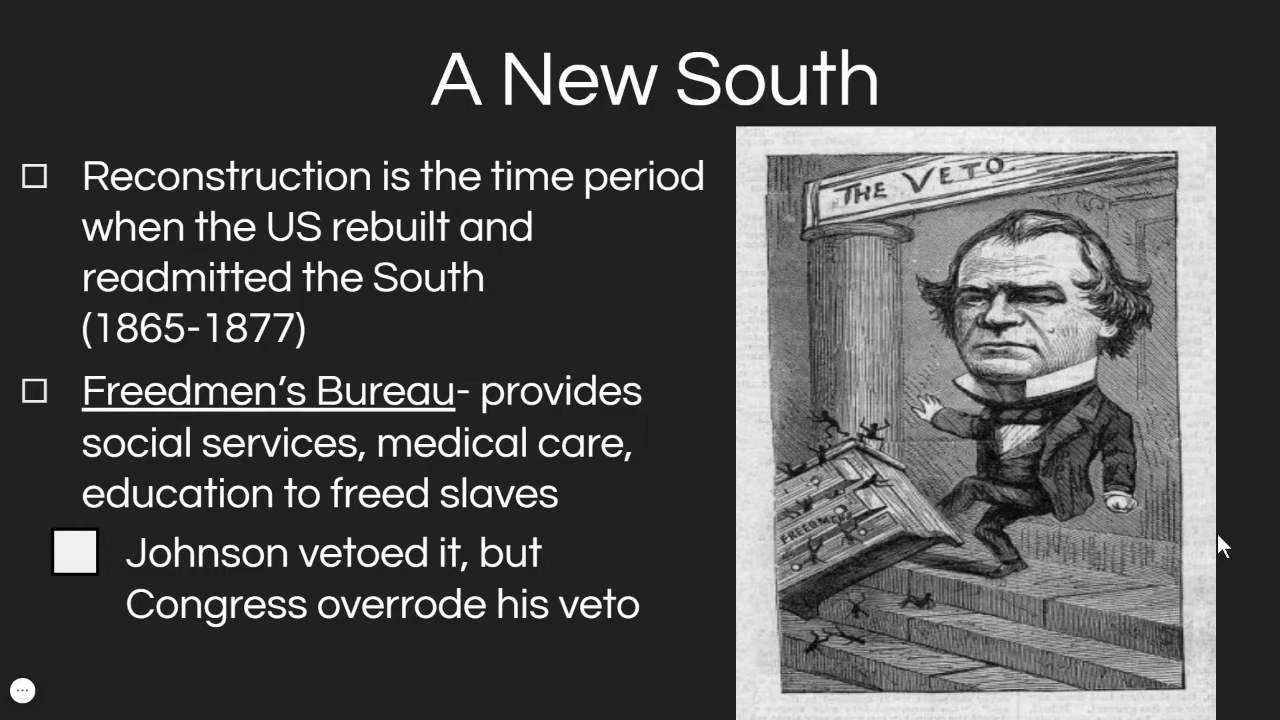 A New South
Reconstruction is the time period
when the US rebuilt and
readmitted the South
(1865-1877)
Freedmen’s Bureau- provides
social services, medical care,
education to freed slaves
Johnson vetoed it, but
Congress overrode his veto
THE VETO.